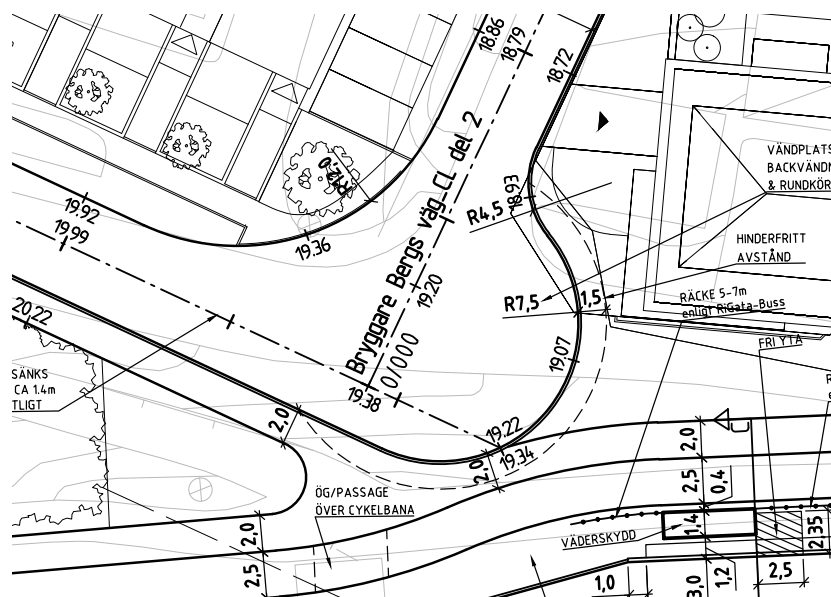 18.86
18.79
18.72
R12,0
VÄNDPLATS
BACKVÄNDN
& RUNDKÖR
18.93
R4,5
19.92
19.99
19.36
Bryggare Bergs väg CL del 2
19.20
HINDERFRITT
AVSTÅND
R7,5
1,5
RÄCKE 5-7m
enligt RiGata-Buss
20.22
0/000
FRI YTA
19.07
SÄNKS
CA 1.4m
TLIGT
19.38
R
e
2,0
19.22
19.34
2,0
2,0
2,5
0,4
ÖG/PASSAGE
ÖVER CYKELBANA
2,0
VÄDERSKYDD
1,4
2,35
2,5
1,0
3,0
1,2
2,5